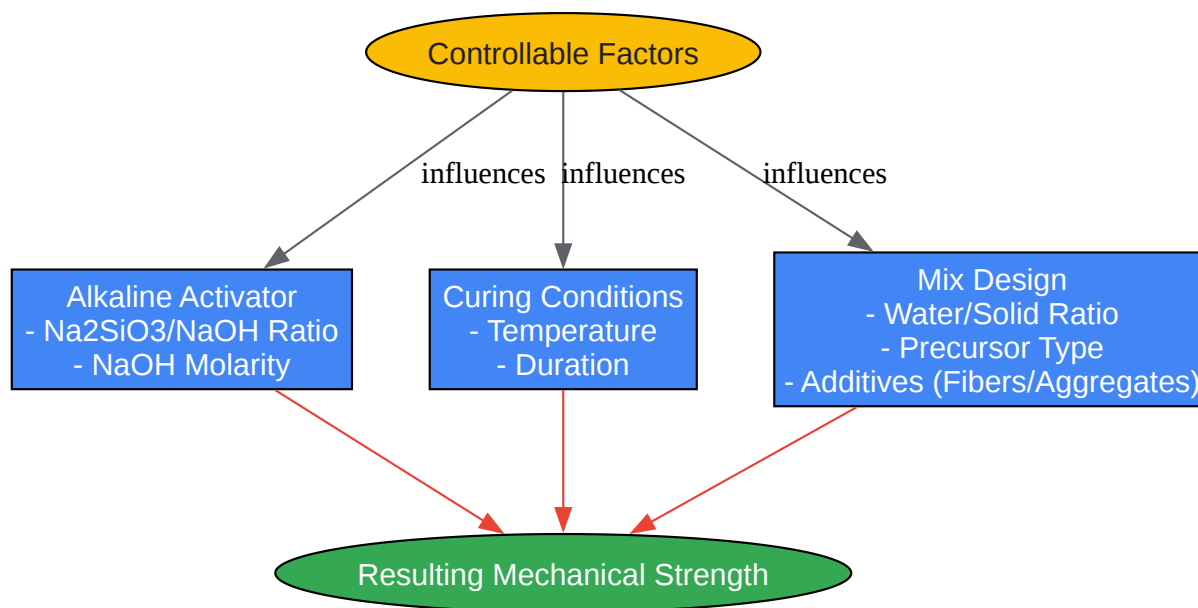 Controllable Factors
influences
influences
influences
Alkaline Activator
- Na2SiO3/NaOH Ratio
- NaOH Molarity
Curing Conditions
- Temperature
- Duration
Mix Design
- Water/Solid Ratio
- Precursor Type
- Additives (Fibers/Aggregates)
Resulting Mechanical Strength